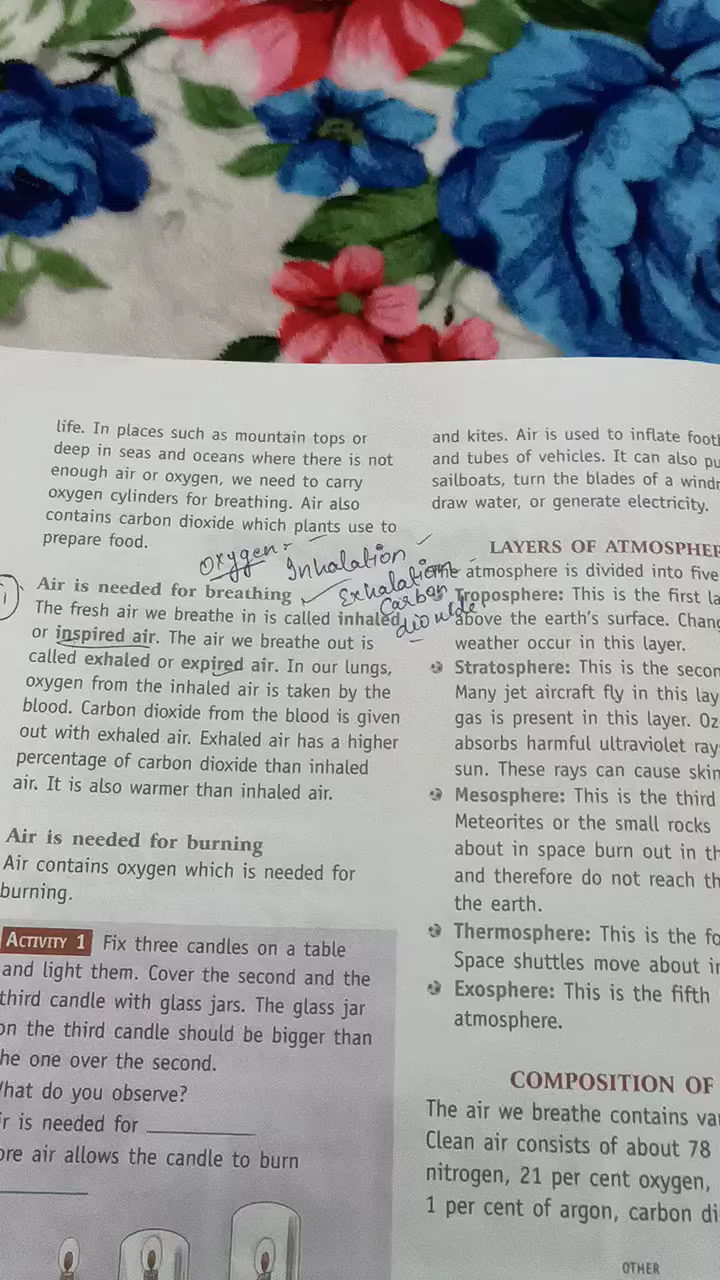 life. In places such as mountain tops or
deep in seas and oceans where there is not
enough air or oxygen, we need to carry
oxygen cylinders for breathing. Air also
contains carbon dioxide which plants use to
prepare food.
Oxygen - Inhalation
Exhalation
Carbon
Air is needed for breathing
The fresh air we breathe in is called inhaled
or inspired air. The air we breathe out is
called exhaled or expired air. In our lungs,
oxygen from the inhaled air is taken by the
blood. Carbon dioxide from the blood is given
out with exhaled air. Exhaled air has a higher
percentage of carbon dioxide than inhaled
air. It is also warmer than inhaled air.
Air is needed for burning
Air contains oxygen which is needed for
burning.
ACTIVITY 1 Fix three candles on a table
and light them. Cover the second and the
third candle with glass jars. The glass jar
on the third candle should be bigger than
he one over the second.
hat do you observe?
ir is needed for
ore air allows the candle to burn
and kites. Air is used to inflate foot
and tubes of vehicles. It can also pu
sailboats, turn the blades of a windr
draw water, or generate electricity.
LAYERS OF ATMOSPHER
atmosphere is divided into five
Troposphere: This is the first la
above the earth's surface. Chang
weather occur in this layer.
Stratosphere: This is the secon
Many jet aircraft fly in this lay
gas is present in this layer. Oz
absorbs harmful ultraviolet ray
sun. These rays can cause skin
Mesosphere: This is the third
Meteorites or the small rocks
about in space burn out in th
and therefore do not reach th
the earth.
Thermosphere: This is the fo
Space shuttles move about in
Exosphere: This is the fifth
atmosphere.
COMPOSITION OF
The air we breathe contains va
Clean air consists of about 78
nitrogen, 21 per cent oxygen,
1 per cent of argon, carbon di
OTHER